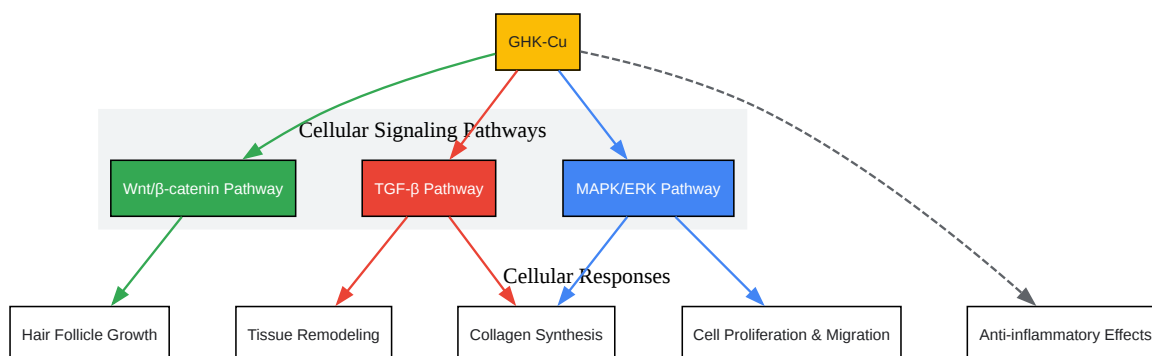 GHK-Cu
Cellular Signaling Pathways
Wnt/β-catenin Pathway
TGF-β Pathway
MAPK/ERK Pathway
Cellular Responses
Hair Follicle Growth
Tissue Remodeling
Collagen Synthesis
Cell Proliferation & Migration
Anti-inflammatory Effects